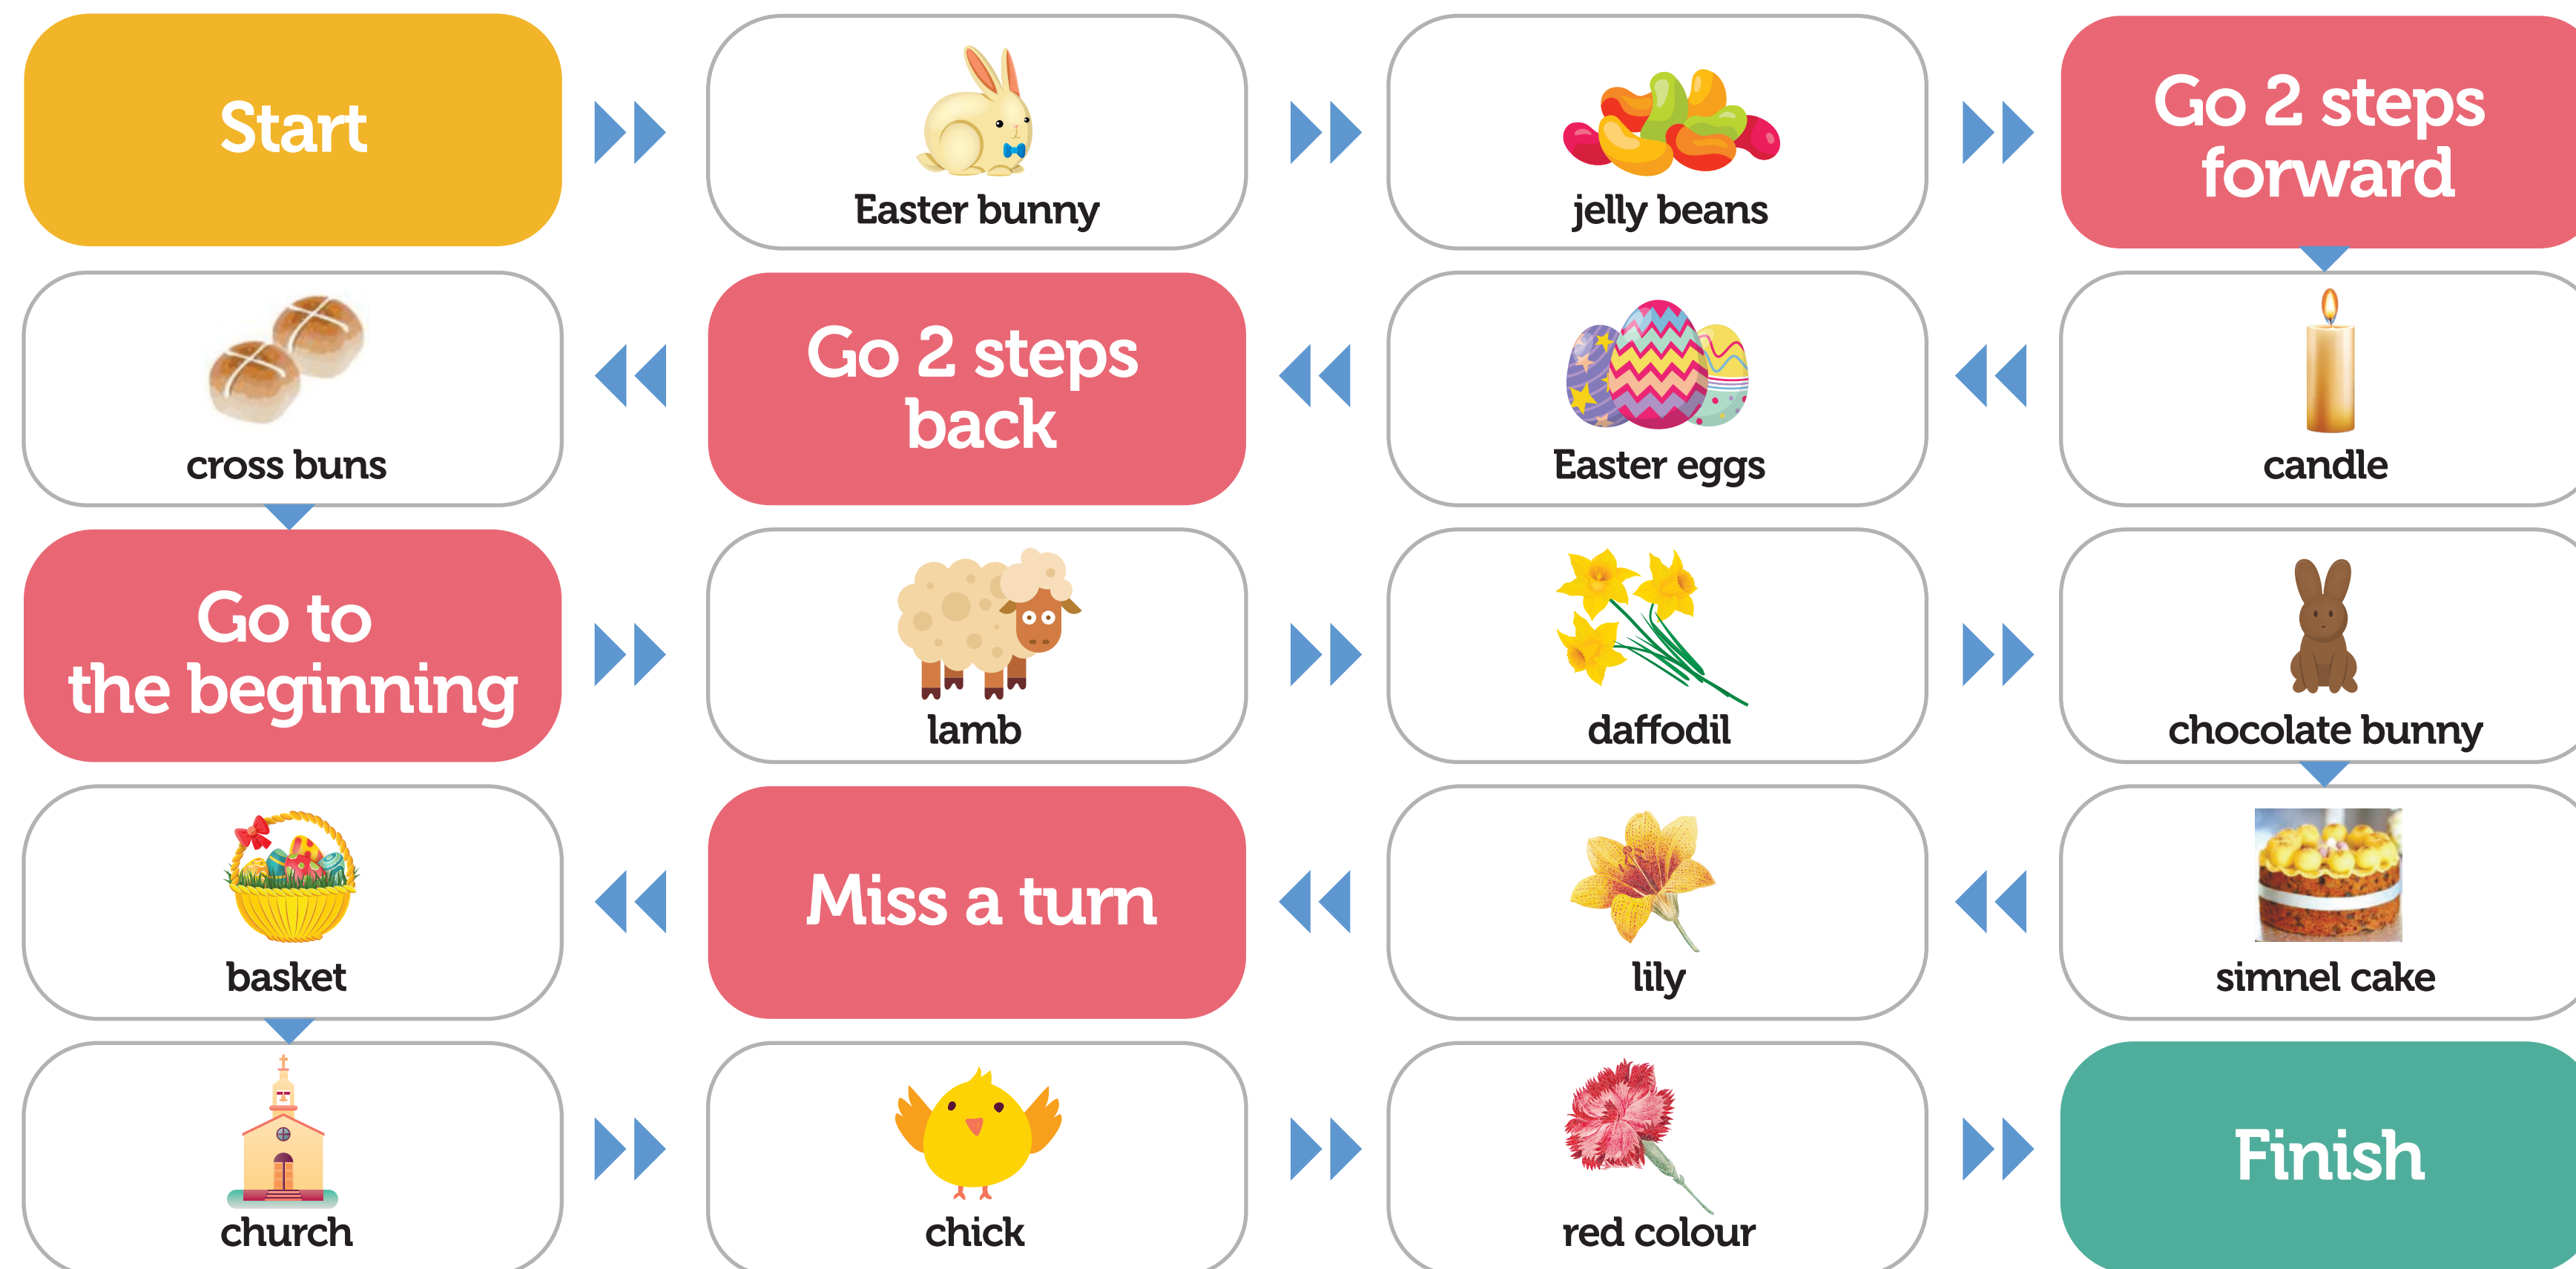 Start
Easter bunny
jelly beans
Go 2 steps
forward
cross buns
Go 2 steps
back
Easter eggs
candle
Go to
the beginning
lamb
daffodil
chocolate bunny
basket
Miss a turn
lily
simnel cake
church
chick
red colour
Finish